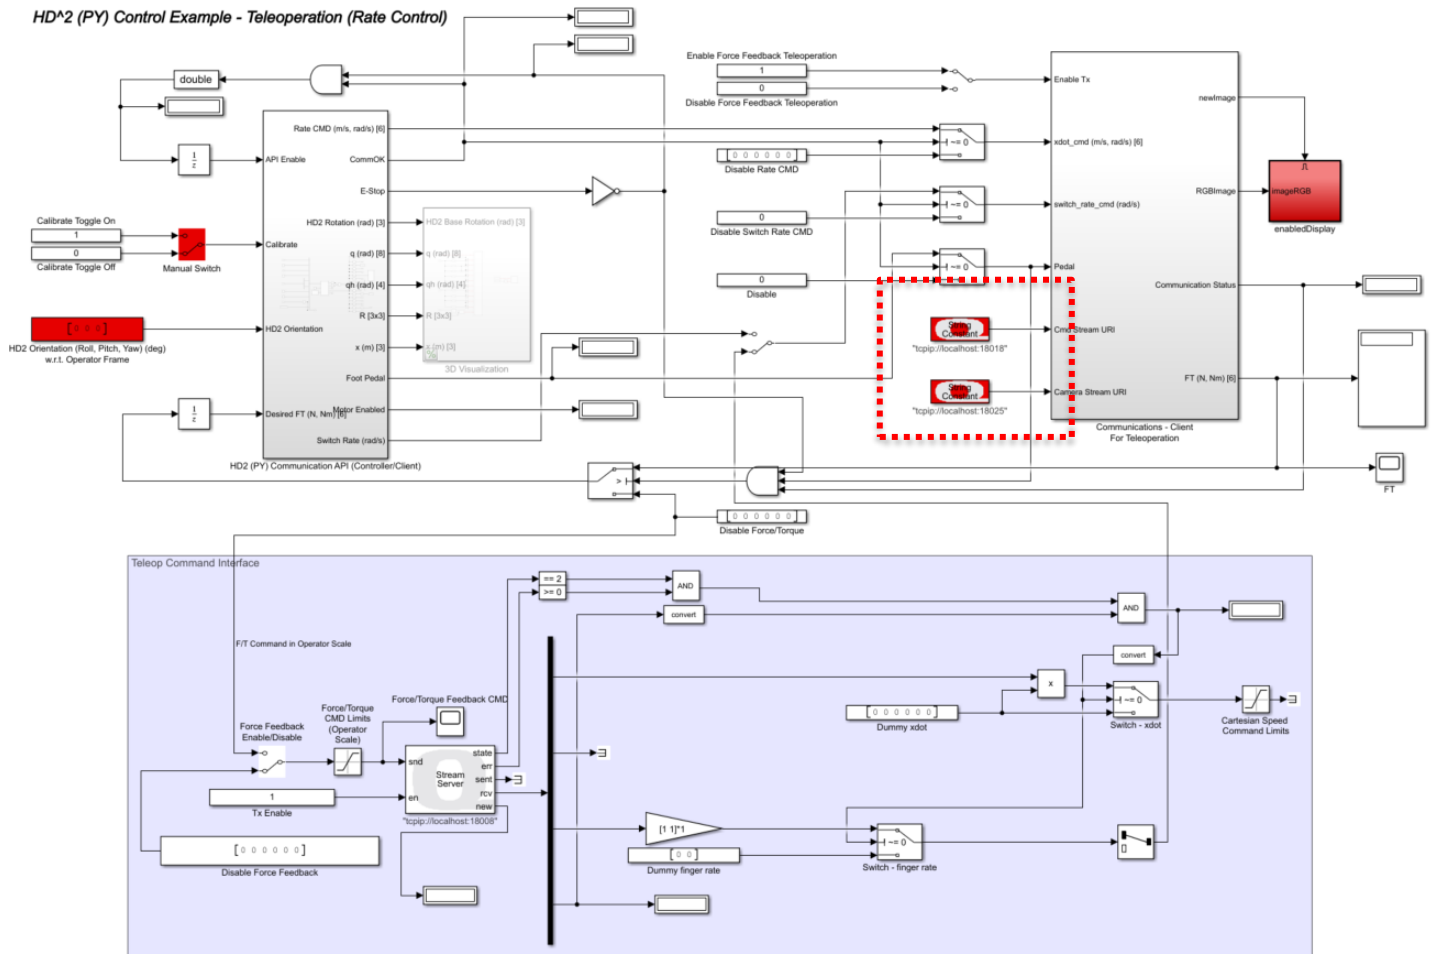 HD^2 (PY) Control Example - Teleoperation (Rate Control)
Enable Force Feedback Teleoperation
1
0
Disable Force Feedback Teleoperation
Enable Tx
newImage
double
Rate CMD (m/s, rad/s) [6]
~= 0
xdot_cmd (m/s, rad/s) [6]
1
z
API Enable
CommOK
[ 0 0 0 0 0 0 ]
Disable Rate CMD
E-Stop
RGBImage
imageRGB
~= 0
switch_rate_cmd (rad/s)
enabledDisplay
Calibrate Toggle On
1
0
Calibrate Toggle Off
Manual Switch
Calibrate
HD2 Rotation (rad) [3]
HD2 Base Rotation (rad) [3]
0
Disable Switch Rate CMD
q (rad) [8]
q (rad) [8]
~= 0
Pedal
qh (rad) [4]
qh (rad) [4]
0
Disable
Communication Status
R [3x3]
R [3x3]
[ 0 0 0 ]
HD2 Orientation
HD2 Orientation (Roll, Pitch, Yaw) (deg)
w.r.t. Operator Frame
String
Constant
Cmd Stream URI
"tcpip://localhost:18018"
x (m) [3]
x (m) [3]
3D Visualization
Foot Pedal
FT (N, Nm) [6]
String
Constant
Camera Stream URI
"tcpip://localhost:18025"
1
z
Desired FT (N, Nm) [6]
Motor Enabled
Communications - Client
For Teleoperation
Switch Rate (rad/s)
HD2 (PY) Communication API (Controller/Client)
>
FT
[ 0 0 0 0 0 0 ]
Disable Force/Torque
Teleop Command Interface
== 2
>= 0
AND
convert
AND
F/T Command in Operator Scale
convert
x
~= 0
Switch - xdot
[ 0 0 0 0 0 0 ]
Dummy xdot
Cartesian Speed
Command Limits
Force/Torque Feedback CMD
Force/Torque
CMD Limits
(Operator
Scale)
Force Feedback
Enable/Disable
snd
en
Stream
Server
state
err
sent
rcv
new
"tcpip://localhost:18008"
1
Tx Enable
[1 1]*1
~= 0
Switch - finger rate
[ 0 0 ]
Dummy finger rate
[ 0 0 0 0 0 0 ]
Disable Force Feedback